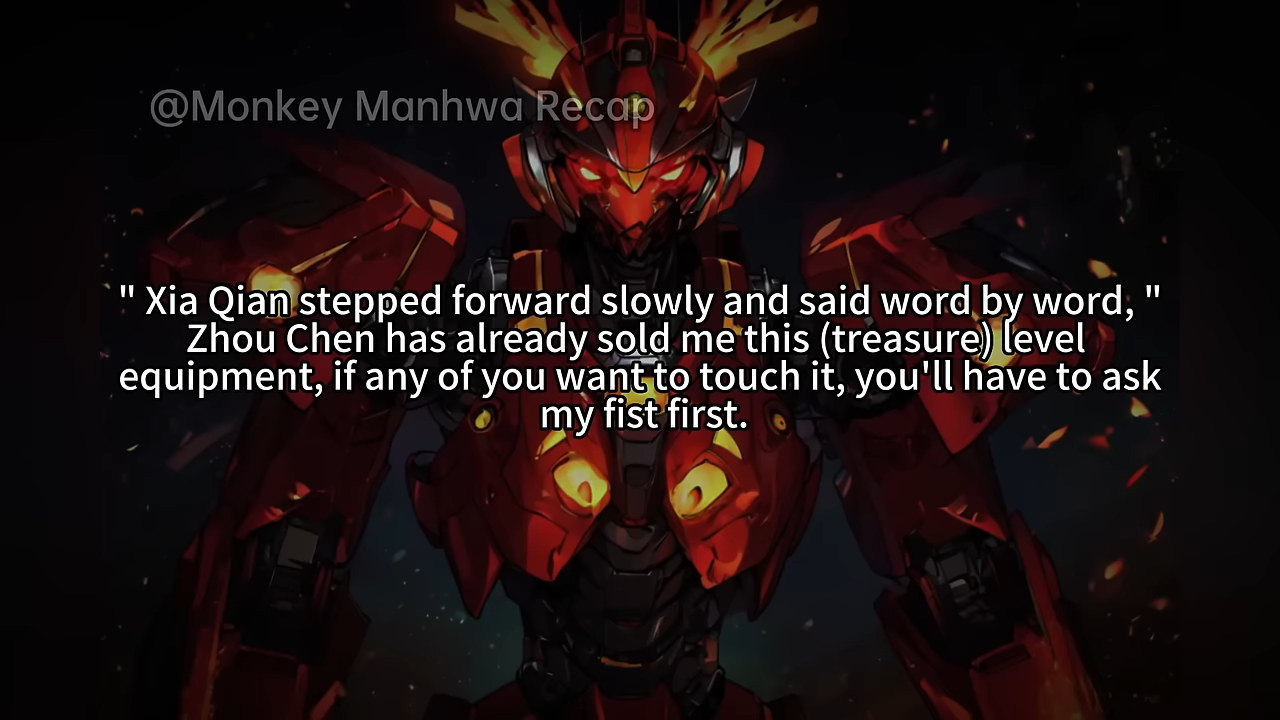 @Monkey Manhwa Recap
" Xia Qian stepped forward slowly and said word by word, "
Zhou Chen has already sold me this (treasure) level
equipment, if any of you want to touch it, you'll have to ask
my fist first.